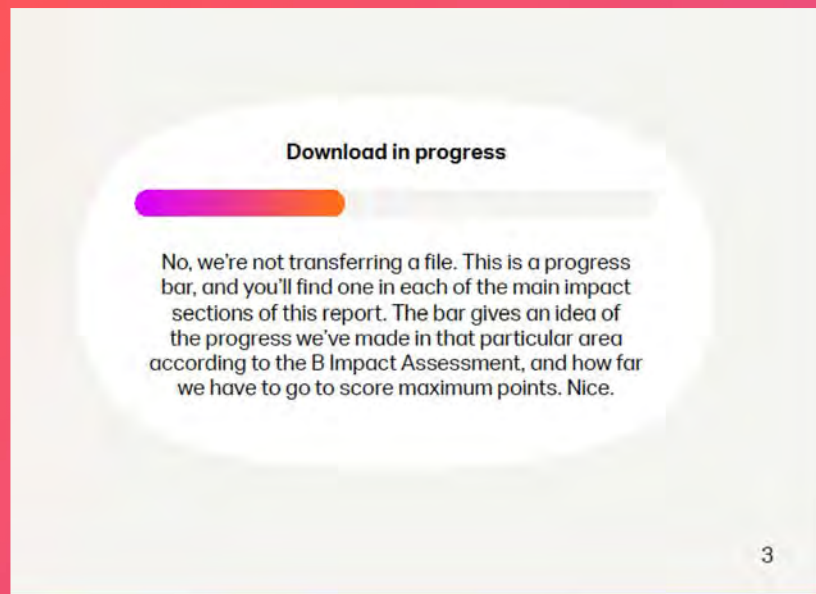 Download in progress
No, we're not transferring a file. This is a progress
bar, and you'll find one in each of the main impact
sections of this report. The bar gives an idea of
the progress we've made in that particular area
according to the B Impact Assessment, and how far
we have to go to score maximum points. Nice.
3